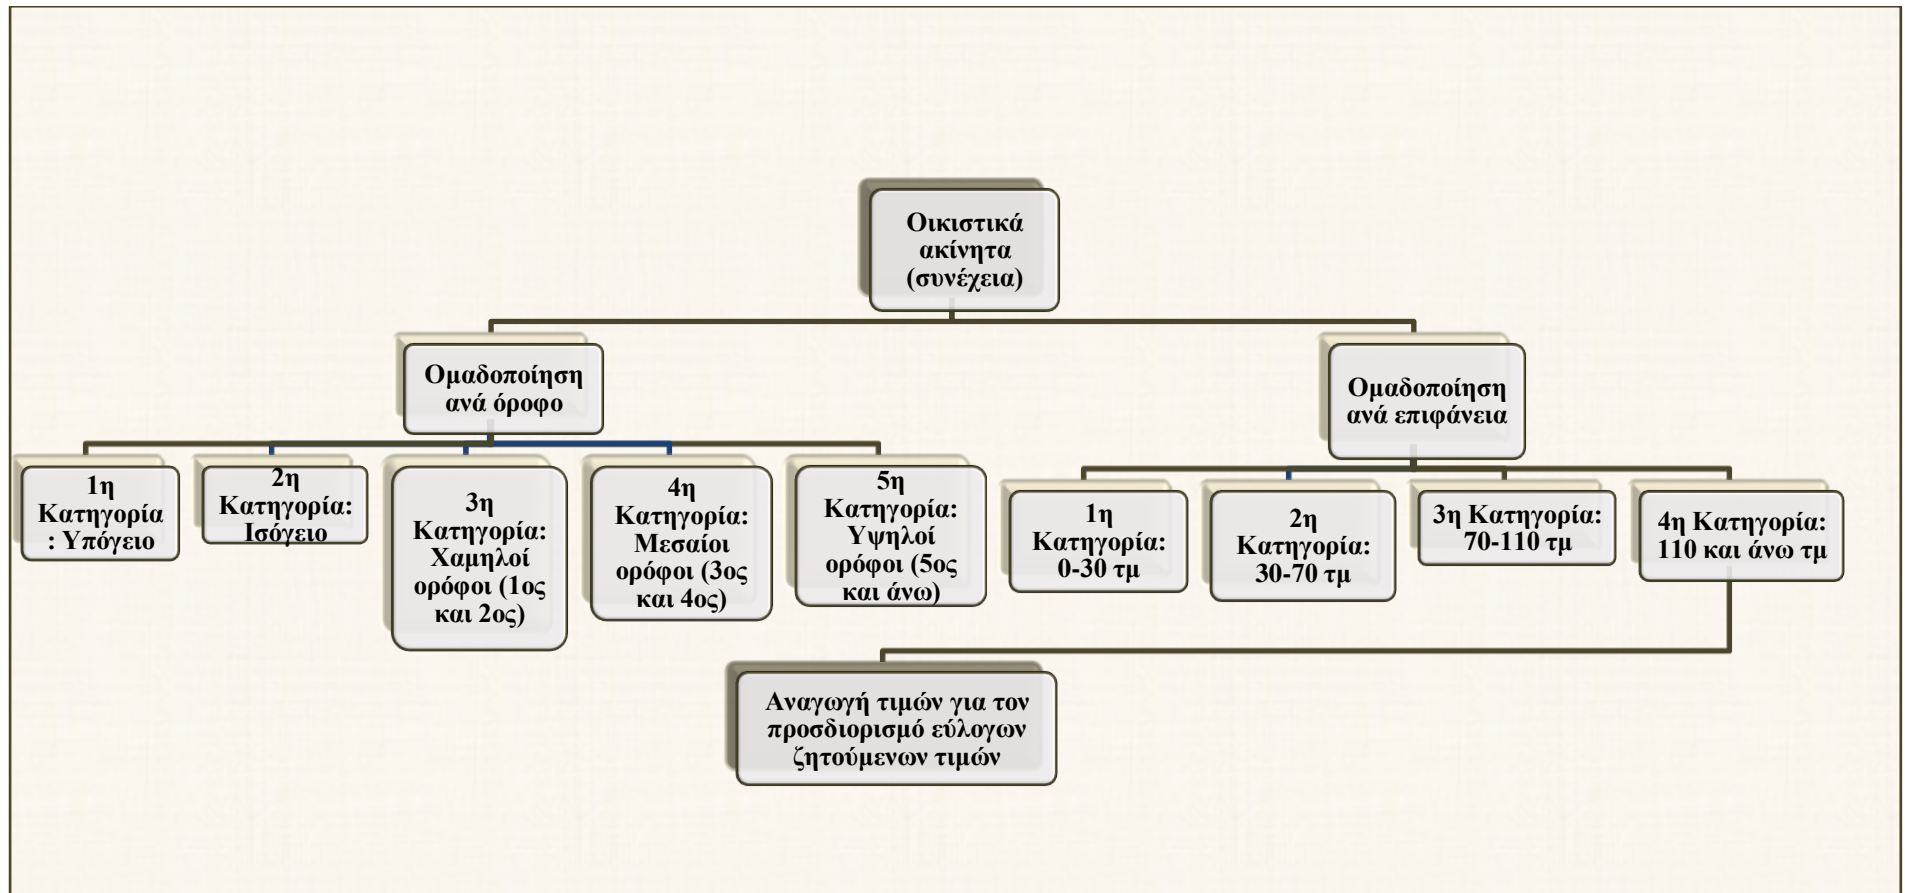 Οικιστικά
ακίνητα
(συνέχεια)
Ομαδοποίηση
ανά όροφο
Ομαδοποίηση
ανά επιφάνεια
1η
Κατηγορία
: Υπόγειο
2η
Κατηγορία:
Ισόγειο
3η
Κατηγορία:
Χαμηλοί
ορόφοι (1ος
και 2ος)
4η
Κατηγορία:
Μεσαίοι
ορόφοι (3ος
και 4ος)
5η
Κατηγορία:
Υψηλοί
ορόφοι (5ος
και άνω)
1η
Κατηγορία:
0-30 τμ
2η
Κατηγορία:
30-70 τμ
3η Κατηγορία:
70-110 τμ
4η Κατηγορία:
110 και άνω τμ
Αναγωγή τιμών για τον
προσδιορισμό εύλογων
ζητούμενων τιμών